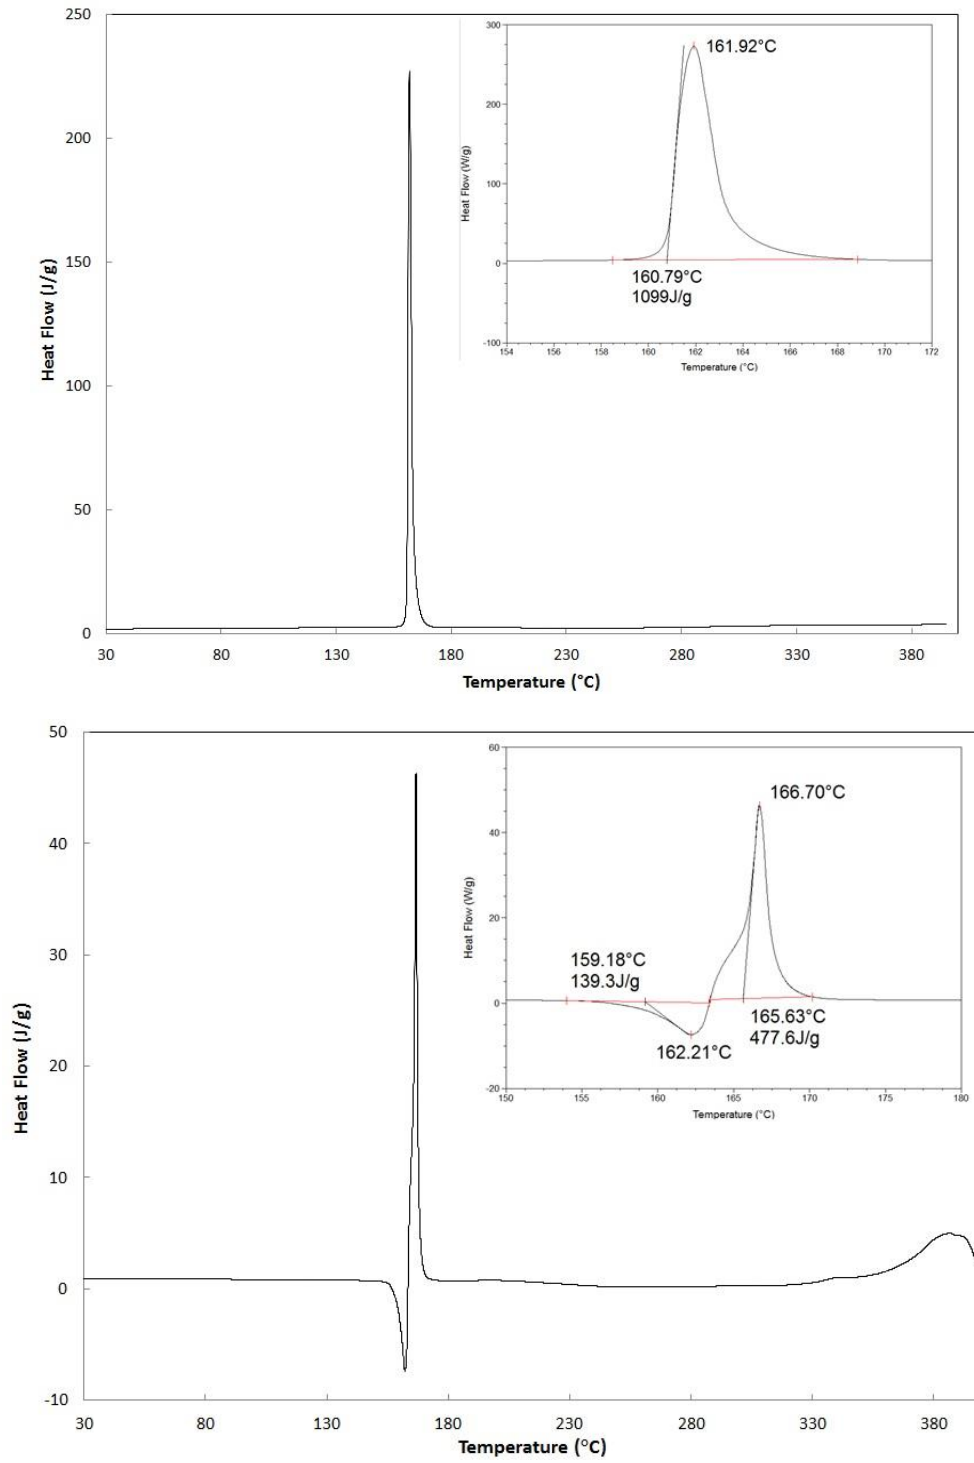 250
200
150
100
50
0
Heat Flow (J/g)
30 80 130 180 230 280 330 380
Temperature (°C)
300
200
100
0
-100
Heat Flow (W/g)
161.92°C
160.79°C
1099J/g
154 156 158 160 162 164 166 168 170 172
Temperature (°C)
50
40
30
20
10
0
-10
Heat Flow (J/g)
30 80 130 180 230 280 330 380
Temperature (°C)
60
40
20
0
-20
Heat Flow (W/g)
166.70°C
159.18°C
139.3J/g
162.21°C
165.63°C
477.6J/g
150 155 160 165 170 175 180
Temperature (°C)